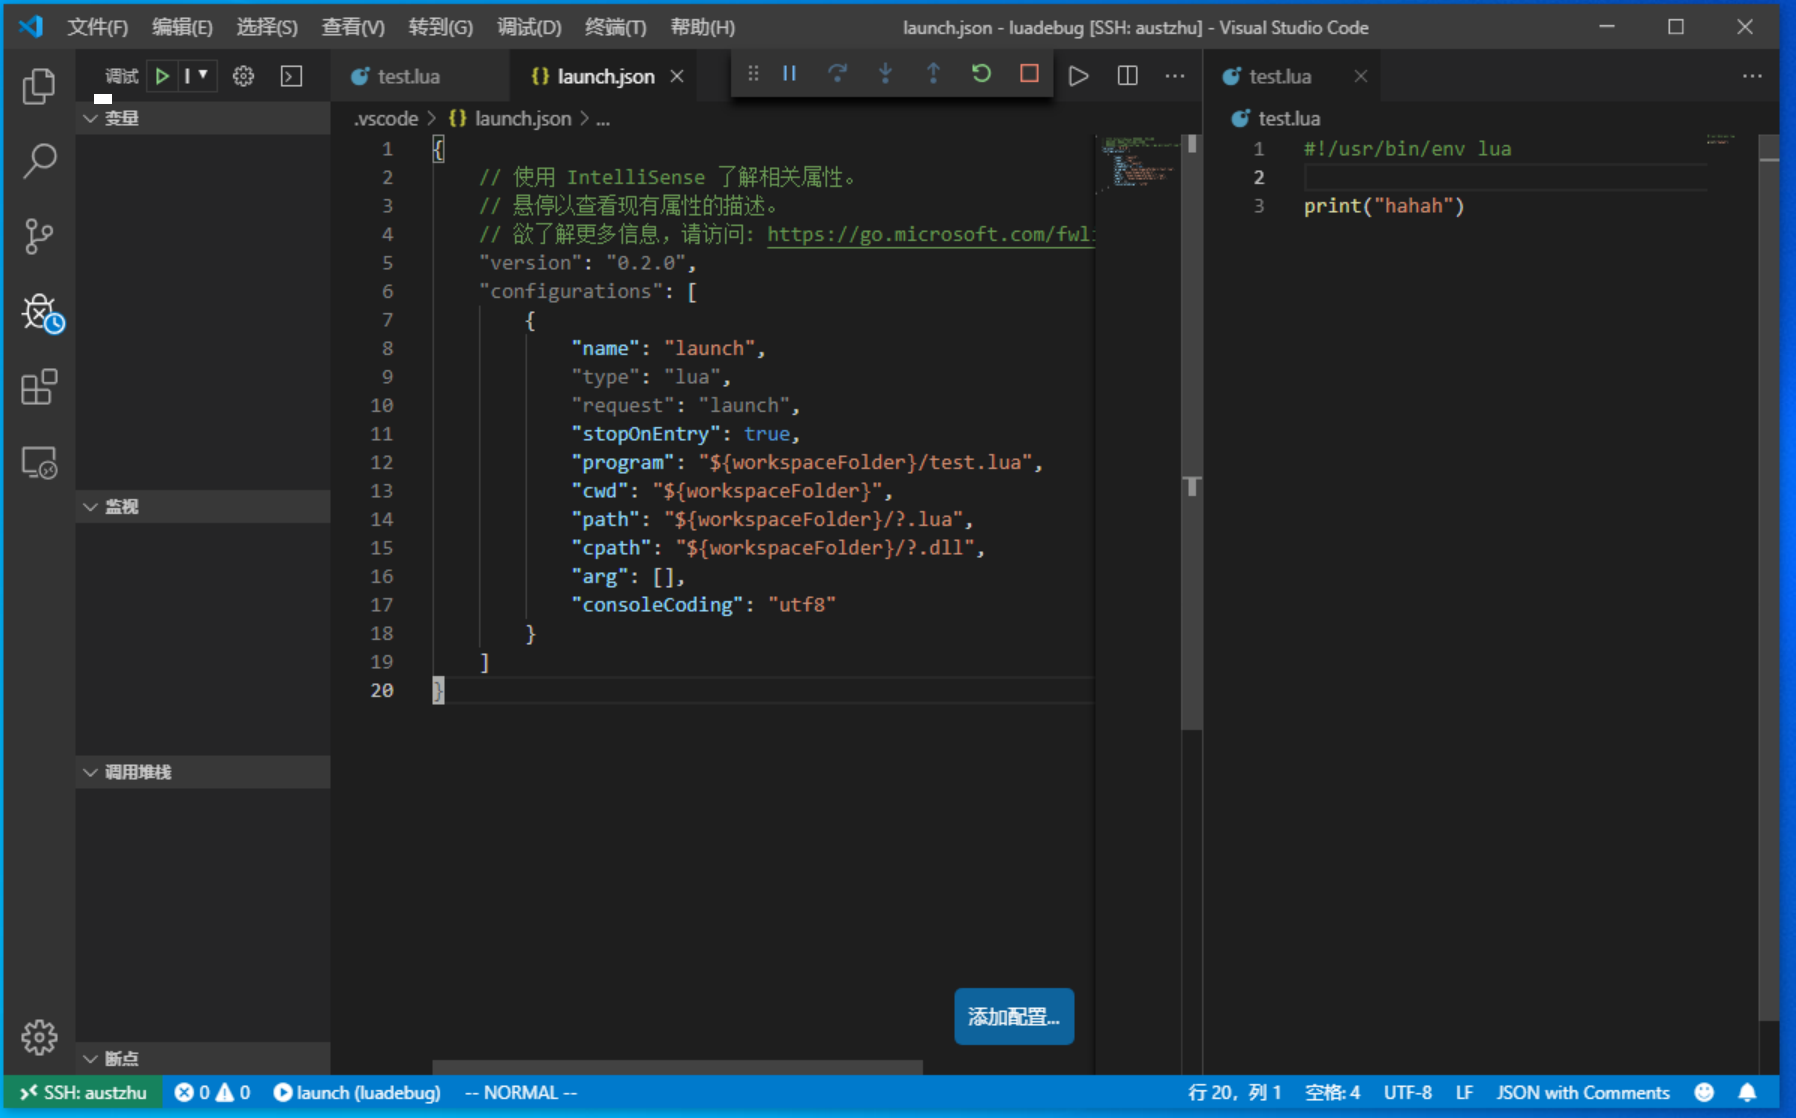 文件(F) 编辑(E) 选择(S) 查看(V) 转到(G) 调试(D) 终端(T) 帮助(H) launch.json - luadebug [SSH: austzhu] - Visual Studio Code
调试
变量
监视
调用堆栈
断点
test.lua {} launch.json
.vscode > {} launch.json > ...
1 {
2 // 使用 IntelliSense 了解相关属性。
3 // 悬停以查看现有属性的描述。
4 // 欲了解更多信息，请访问: https://go.microsoft.com/fwl
5 "version": "0.2.0",
6 "configurations": [
7 {
8 "name": "launch",
9 "type": "lua",
10 "request": "launch",
11 "stopOnEntry": true,
12 "program": "${workspaceFolder}/test.lua",
13 "cwd": "${workspaceFolder}",
14 "path": "${workspaceFolder}/?.lua",
15 "cpath": "${workspaceFolder}/?.dll",
16 "arg": [],
17 "consoleCoding": "utf8"
18 }
19 ]
20 }
添加配置...
test.lua
test.lua
1 #!/usr/bin/env lua
2
3 print("hahah")
SSH: austzhu 0 0 launch (luadebug) -- NORMAL -- 行 20，列 1 空格: 4 UTF-8 LF JSON with Comments